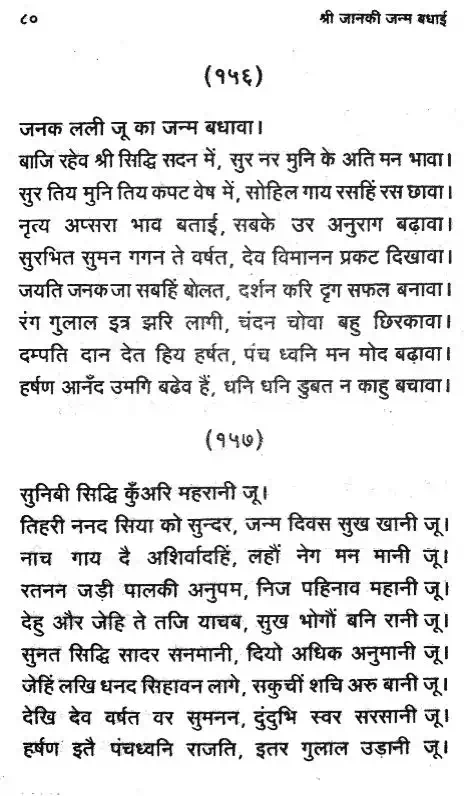 ८० श्री जानकी जन्म बधाई
(१५६)
जनक लली जू का जन्म बधावा।
बाजि रहेव श्री सिद्धि सदन में, सुर नर मुनि के अति मन भावा।
सुर तिय मुनि तिय कपट वेष में, सोहिल गाय रसहिं रस छावा।
नृत्य अप्सरा भाव बताई, सबके उर अनुराग बढ़ावा।
सुरभित सुमन गगन ते वर्षत, देव विमानन प्रकट दिखावा।
जयति जनकजा सबहिं बोलत, दर्शन करि दृग सफल बनावा।
रंग गुलाल इत्र झरि लागी, चंदन चोवा बहु छिरकावा।
दम्पति दान देत हिय हर्षत, पंच ध्वनि मन मोद बढ़ावा।
हर्षण आनँद उमगि बढेव हैं, धनि धनि डुबत न काहु बचावा।
(१५७)
सुनिबी सिद्धि कुँअरि महरानी जू।
तिहरी ननद सिया को सुन्दर, जन्म दिवस सुख खानी जू।
नाच गाय दै अशिर्वादहिं, लहौं नेग मन मानी जू।
रतनन जड़ी पालकी अनुपम, निज पहिनाव महानी जू।
देहु और जेहि ते तजि याचब, सुख भोगौं बनि रानी जू।
सुनत सिद्धि सादर सनमानी, दियो अधिक अनुमानी जू।
जेहिं लखि धनद सिहावन लागे, सकुचीं शचि अरु बानी जू।
देखि देव वर्षत वर सुमनन, दुंदुभि स्वर सरसानी जू।
हर्षण इतै पंचध्वनि राजति, इतर गुलाल उड़ानी जू।